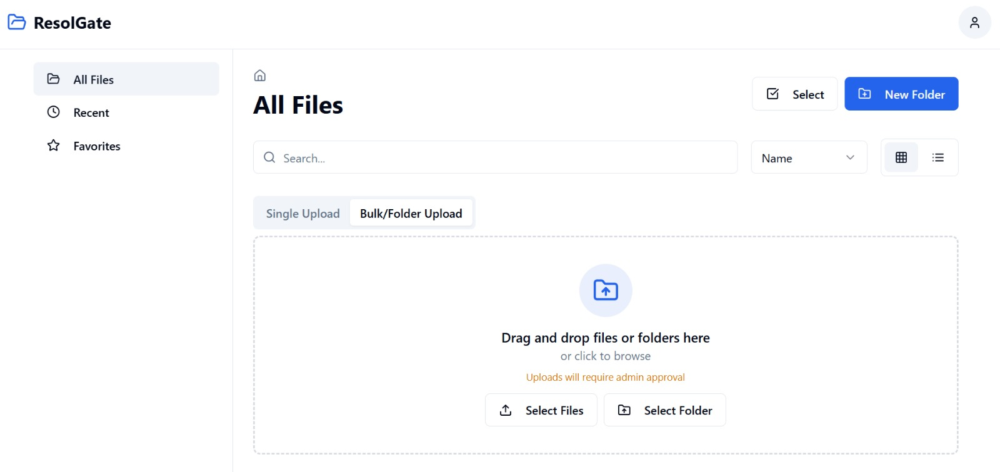 ResolGate
All Files
Recent
Favorites
All Files
Select
New Folder
Search...
Name
Single Upload
Bulk/Folder Upload
Drag and drop files or folders here
or click to browse
Uploads will require admin approval
Select Files
Select Folder